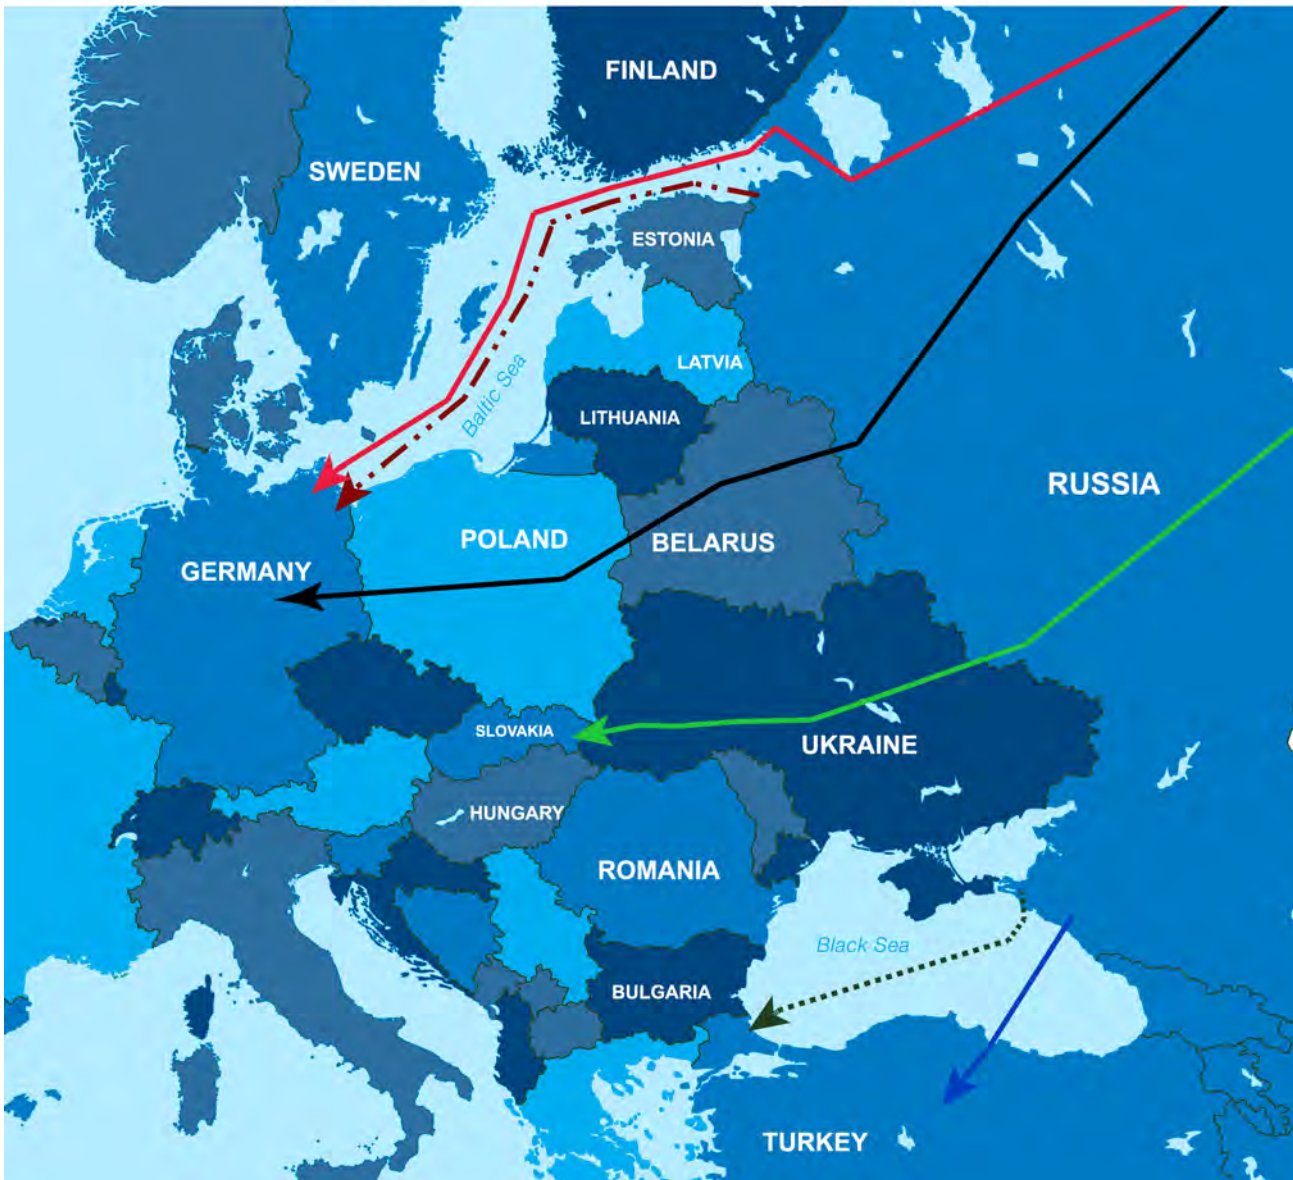 FINLAND
SWEDEN
ESTONIA
LATVIA
Baltic Sea
LITHUANIA
RUSSIA
POLAND
BELARUS
GERMANY
SLOVAKIA
UKRAINE
HUNGARY
ROMANIA
Black Sea
BULGARIA
TURKEY